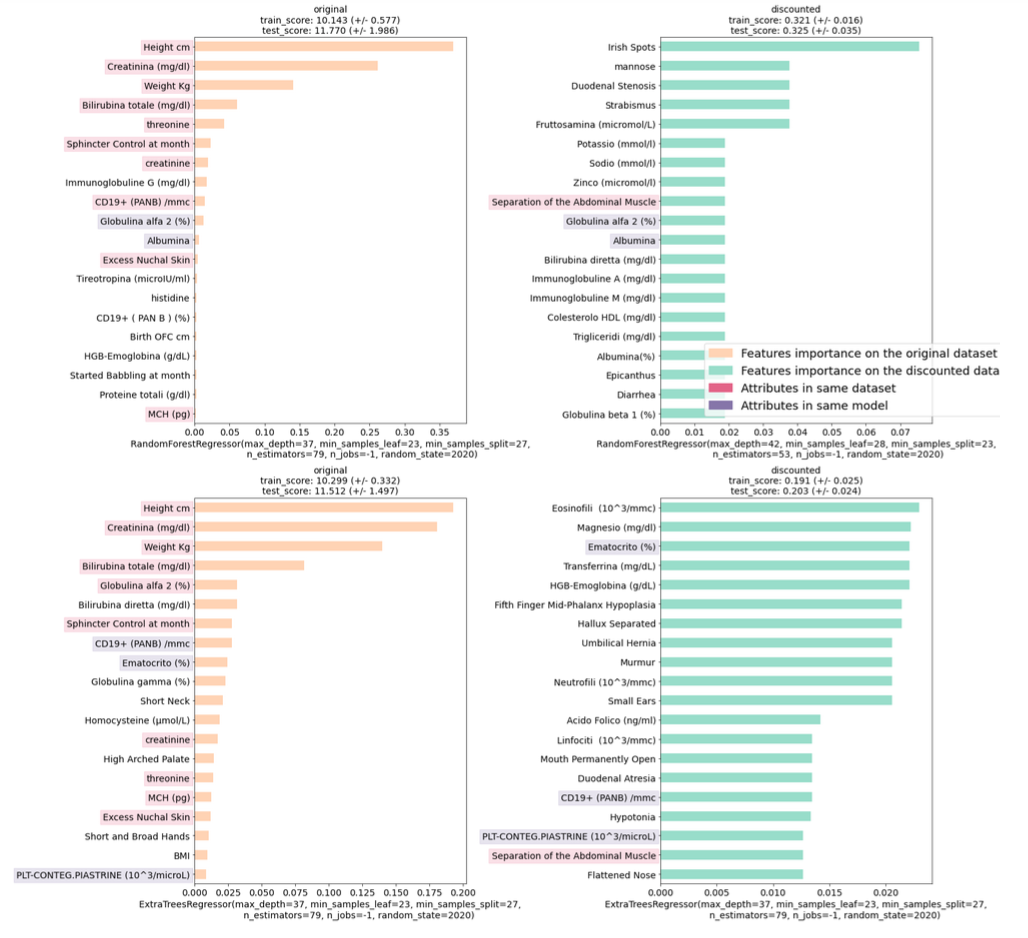 original
train_score: 10.143 (+/- 0.577)
test_score: 11.770 (+/- 1.986)
Height cm
Creatinina (mg/dl)
Weight Kg
Bilirubina totale (mg/dl)
threonine
Sphincter Control at month
creatinine
Immunoglobuline G (mg/dl)
CD19+ (PANB) /mmc
Globulina alfa 2 (%)
Albumina
Excess Nuchal Skin
Tireotropina (microIU/ml)
histidine
CD19+ ( PAN B ) (%)
Birth OFC cm
HGB-Emoglobina (g/dL)
Started Babbling at month
Proteine totali (g/dl)
MCH (pg)
0.00 0.05 0.10 0.15 0.20 0.25 0.30 0.35
RandomForestRegressor(max_depth=37, min_samples_leaf=23, min_samples_split=27,
n_estimators=79, n_jobs=-1, random_state=2020)
discounted
train_score: 0.321 (+/- 0.016)
test_score: 0.325 (+/- 0.035)
Irish Spots
mannose
Duodenal Stenosis
Strabismus
Fruttosamina (micromol/L)
Potassio (mmol/l)
Sodio (mmol/l)
Zinco (micromol/l)
Separation of the Abdominal Muscle
Globulina alfa 2 (%)
Albumina
Bilirubina diretta (mg/dl)
Immunoglobuline A (mg/dl)
Immunoglobuline M (mg/dl)
Colesterolo HDL (mg/dl)
Trigliceridi (mg/dl)
Albumina(%)
Epicanthus
Diarrhea
Globulina beta 1 (%)
Features importance on the original dataset
Features importance on the discounted data
Attributes in same dataset
Attributes in same model
0.00 0.01 0.02 0.03 0.04 0.05 0.06 0.07
RandomForestRegressor(max_depth=42, min_samples_leaf=28, min_samples_split=23,
n_estimators=53, n_jobs=-1, random_state=2020)
original
train_score: 10.299 (+/- 0.332)
test_score: 11.512 (+/- 1.497)
Height cm
Creatinina (mg/dl)
Weight Kg
Bilirubina totale (mg/dl)
Globulina alfa 2 (%)
Bilirubina diretta (mg/dl)
Sphincter Control at month
CD19+ (PANB) /mmc
Ematocrito (%)
Globulina gamma (%)
Short Neck
Homocysteine (μmol/L)
creatinine
High Arched Palate
threonine
MCH (pg)
Excess Nuchal Skin
Short and Broad Hands
BMI
PLT-CONTEG.PIASTRINE (10^3/microL)
0.000 0.025 0.050 0.075 0.100 0.125 0.150 0.175 0.200
ExtraTreesRegressor(max_depth=37, min_samples_leaf=23, min_samples_split=27,
n_estimators=79, n_jobs=-1, random_state=2020)
discounted
train_score: 0.191 (+/- 0.025)
test_score: 0.203 (+/- 0.024)
Eosinofili (10^3/mmc)
Magnesio (mg/dl)
Ematocrito (%)
Transferrina (mg/dL)
HGB-Emoglobina (g/dL)
Fifth Finger Mid-Phalanx Hypoplasia
Hallux Separated
Umbilical Hernia
Murmur
Neutrofili (10^3/mmc)
Small Ears
Acido Folico (ng/ml)
Linfociti (10^3/mmc)
Mouth Permanently Open
Duodenal Atresia
CD19+ (PANB) /mmc
Hypotonia
PLT-CONTEG.PIASTRINE (10^3/microL)
Separation of the Abdominal Muscle
Flattened Nose
0.000 0.005 0.010 0.015 0.020
ExtraTreesRegressor(max_depth=37, min_samples_leaf=23, min_samples_split=27,
n_estimators=79, n_jobs=-1, random_state=2020)